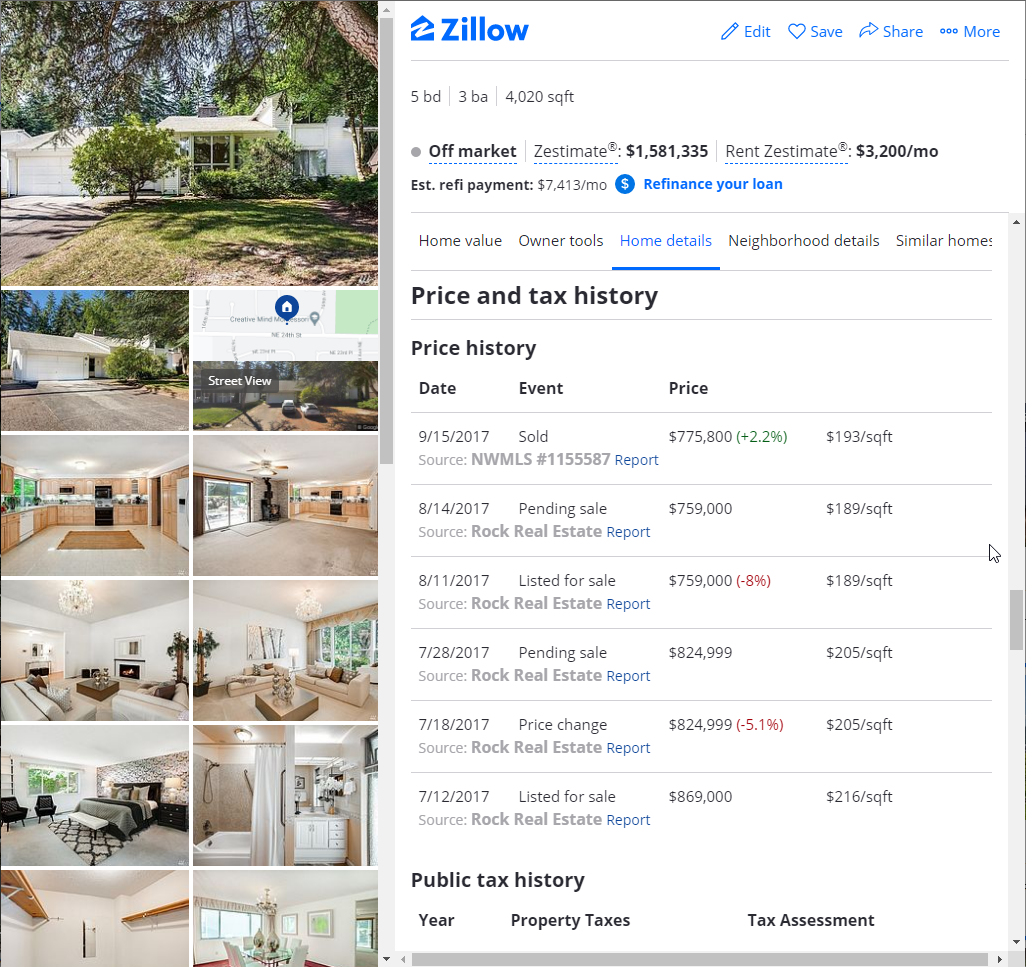 Zillow
Edit Save Share More
5 bd 3 ba 4,020 sqft
Off market Zestimate®: $1,581,335 Rent Zestimate®: $3,200/mo
Est. refi payment: $7,413/mo $ Refinance your loan
Home value Owner tools Home details Neighborhood details Similar homes
Price and tax history
Price history
Date Event Price
9/15/2017 Sold $775,800 (+2.2%) $193/sqft
Source: NWMLS #1155587 Report
8/14/2017 Pending sale $759,000 $189/sqft
Source: Rock Real Estate Report
8/11/2017 Listed for sale $759,000 (-8%) $189/sqft
Source: Rock Real Estate Report
7/28/2017 Pending sale $824,999 $205/sqft
Source: Rock Real Estate Report
7/18/2017 Price change $824,999 (-5.1%) $205/sqft
Source: Rock Real Estate Report
7/12/2017 Listed for sale $869,000 $216/sqft
Source: Rock Real Estate Report
Public tax history
Year Property Taxes Tax Assessment
Creative Mind Montessori
NE 24th St
Street View